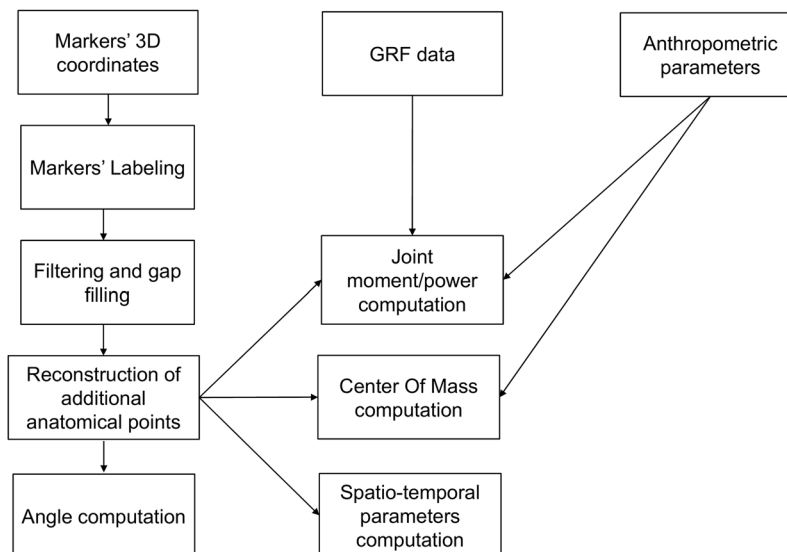 Markers’ 3D
coordinates
GRF data
Anthropometric
parameters
Markers’ Labeling
Filtering and gap
filling
Joint
moment/power
computation
Reconstruction of
additional
anatomical points
Center Of Mass
computation
Angle computation
Spatio-temporal
parameters
computation